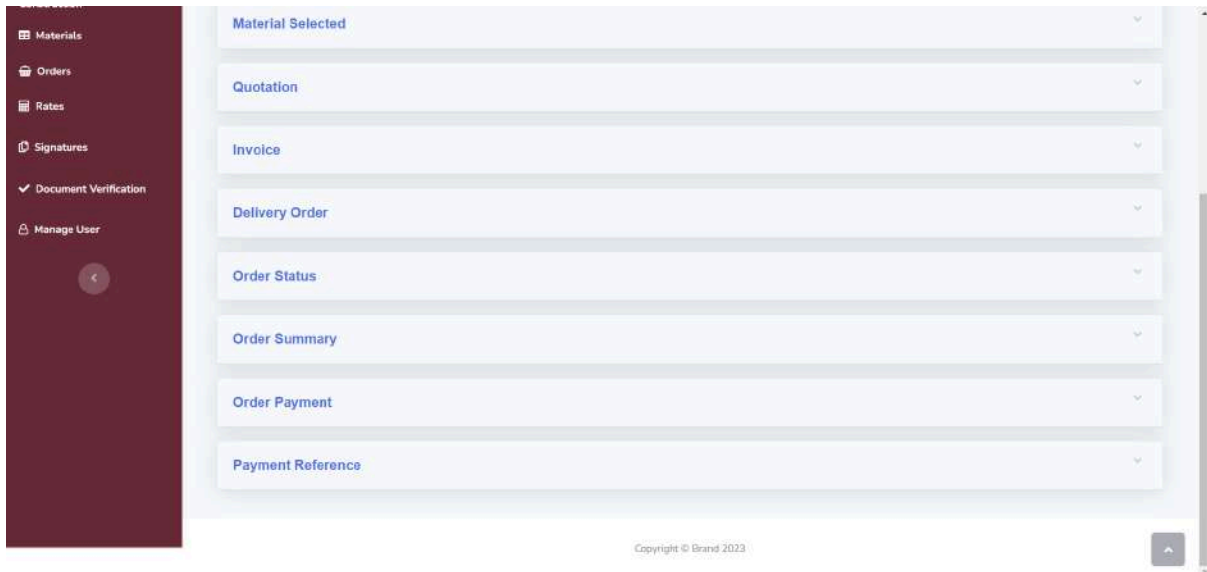 Materials
Orders
Rates
Signatures
Document Verification
Manage User
Material Selected
Quotation
Invoice
Delivery Order
Order Status
Order Summary
Order Payment
Payment Reference
Copyright © Brand 2023